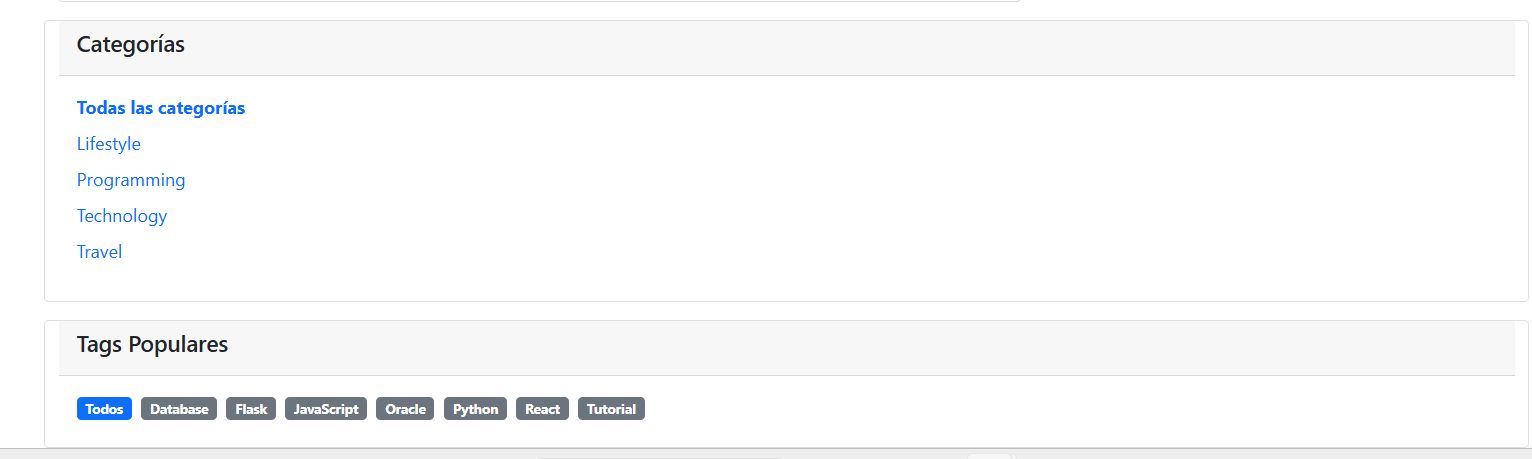 Categorías
Todas las categorías
Lifestyle
Programming
Technology
Travel
Tags Populares
Todos Database Flask JavaScript Oracle Python React Tutorial